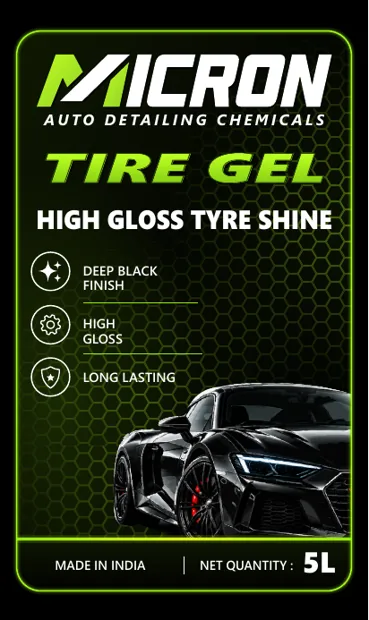 MICRON
AUTO DETAILING CHEMICALS
TIRE GEL
HIGH GLOSS TYRE SHINE
DEEP BLACK
FINISH
HIGH
GLOSS
LONG LASTING
MADE IN INDIA | NET QUANTITY : 5L